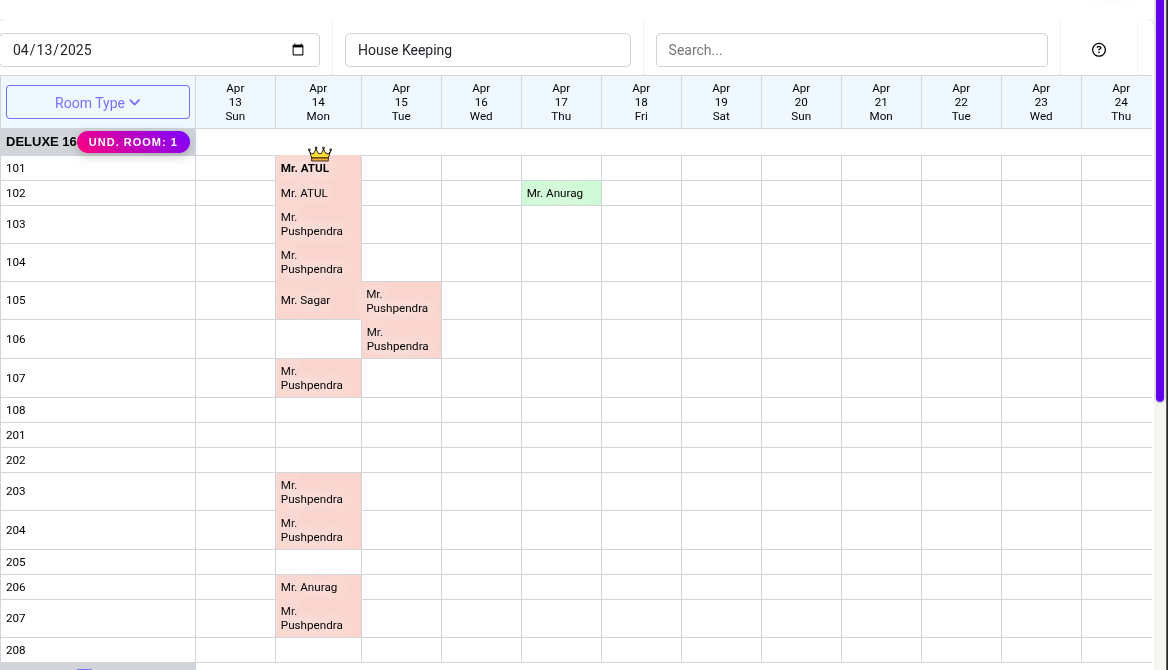 04/13/2025
House Keeping
Search...
Room Type
Apr
13
Sun
Apr
14
Mon
Apr
15
Tue
Apr
16
Wed
Apr
17
Thu
Apr
18
Fri
Apr
19
Sat
Apr
20
Sun
Apr
21
Mon
Apr
22
Tue
Apr
23
Wed
Apr
24
Thu
DELUXE 16 UND. ROOM: 1
101 Mr. ATUL
102 Mr. ATUL Mr. Anurag
103 Mr.
Pushpendra
104 Mr.
Pushpendra
105 Mr. Sagar Mr.
Pushpendra
106 Mr.
Pushpendra
107 Mr.
Pushpendra
108
201
202
203 Mr.
Pushpendra
204 Mr.
Pushpendra
205
206 Mr. Anurag
207 Mr.
Pushpendra
208